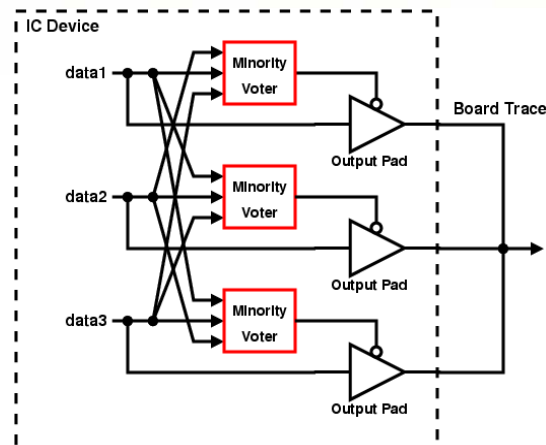 IC Device
data1
Minority
Voter
Board Trace
Output Pad
data2
Minority
Voter
Output Pad
data3
Minority
Voter
Output Pad